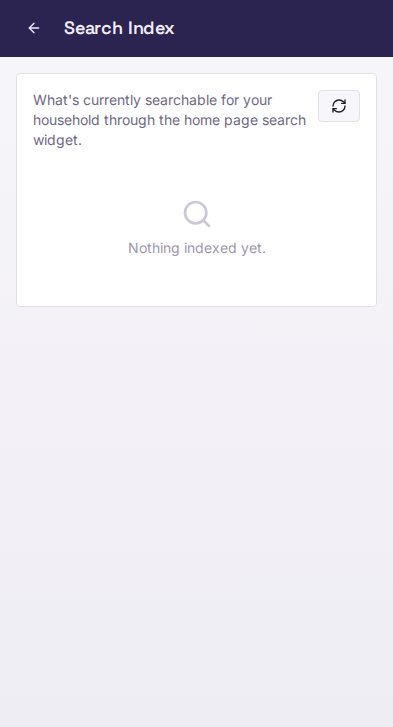 Search Index
What's currently searchable for your
household through the home page search
widget.
Nothing indexed yet.